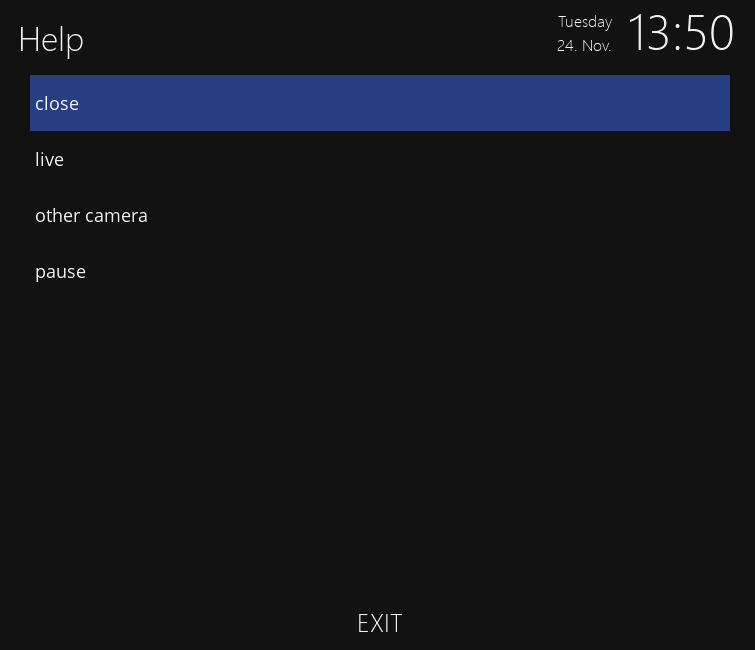 Help
Tuesday
24. Nov.
13:50
close
live
other camera
pause
EXIT